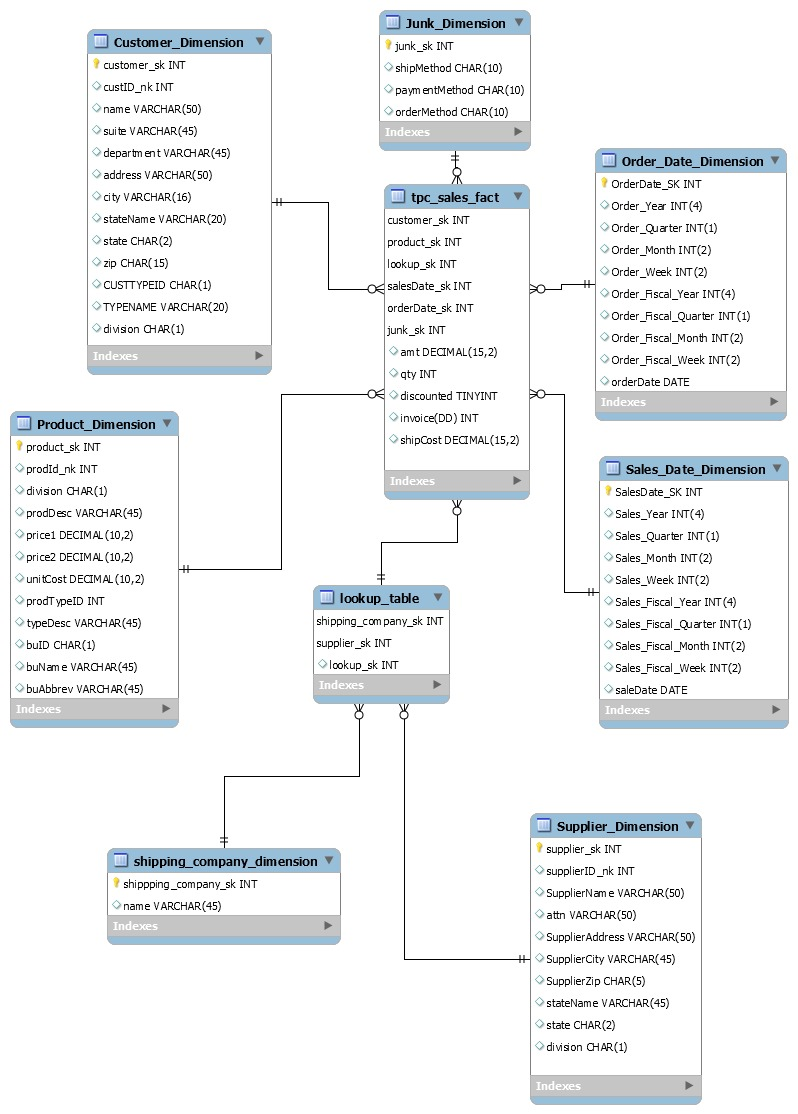 Customer_Dimension
customer_sk INT
custID_nk INT
name VARCHAR(50)
suite VARCHAR(45)
department VARCHAR(45)
address VARCHAR(50)
city VARCHAR(16)
stateName VARCHAR(20)
state CHAR(2)
zip CHAR(15)
CUSTTYPEID CHAR(1)
TYPENAME VARCHAR(20)
division CHAR(1)
Indexes
Junk_Dimension
junk_sk INT
shipMethod CHAR(10)
paymentMethod CHAR(10)
orderMethod CHAR(10)
Indexes
Order_Date_Dimension
OrderDate_SK INT
Order_Year INT(4)
Order_Quarter INT(1)
Order_Month INT(2)
Order_Week INT(2)
Order_Fiscal_Year INT(4)
Order_Fiscal_Quarter INT(1)
Order_Fiscal_Month INT(2)
Order_Fiscal_Week INT(2)
orderDate DATE
Indexes
tpc_sales_fact
customer_sk INT
product_sk INT
lookup_sk INT
salesDate_sk INT
orderDate_sk INT
junk_sk INT
amt DECIMAL(15,2)
qty INT
discounted TINYINT
invoice(DD) INT
shipCost DECIMAL(15,2)
Indexes
Product_Dimension
product_sk INT
prodId_nk INT
division CHAR(1)
prodDesc VARCHAR(45)
price1 DECIMAL(10,2)
price2 DECIMAL(10,2)
unitCost DECIMAL(10,2)
prodTypeID INT
typeDesc VARCHAR(45)
buID CHAR(1)
buName VARCHAR(45)
buAbbrev VARCHAR(45)
Indexes
Sales_Date_Dimension
SalesDate_SK INT
Sales_Year INT(4)
Sales_Quarter INT(1)
Sales_Month INT(2)
Sales_Week INT(2)
Sales_Fiscal_Year INT(4)
Sales_Fiscal_Quarter INT(1)
Sales_Fiscal_Month INT(2)
Sales_Fiscal_Week INT(2)
saleDate DATE
Indexes
lookup_table
shipping_company_sk INT
supplier_sk INT
lookup_sk INT
Indexes
shipping_company_dimension
shippping_company_sk INT
name VARCHAR(45)
Indexes
Supplier_Dimension
supplier_sk INT
supplierID_nk INT
SupplierName VARCHAR(50)
attn VARCHAR(50)
SupplierAddress VARCHAR(50)
SupplierCity VARCHAR(45)
SupplierZip CHAR(5)
stateName VARCHAR(45)
state CHAR(2)
division CHAR(1)
Indexes